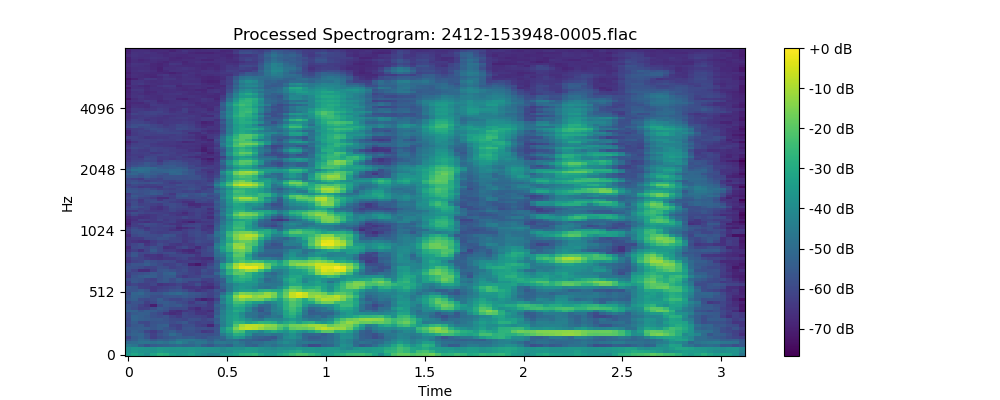 Processed Spectrogram: 2412-153948-0005.flac
Hz
4096
2048
1024
512
0
0 0.5 1 1.5 2 2.5 3
Time
+0 dB
-10 dB
-20 dB
-30 dB
-40 dB
-50 dB
-60 dB
-70 dB